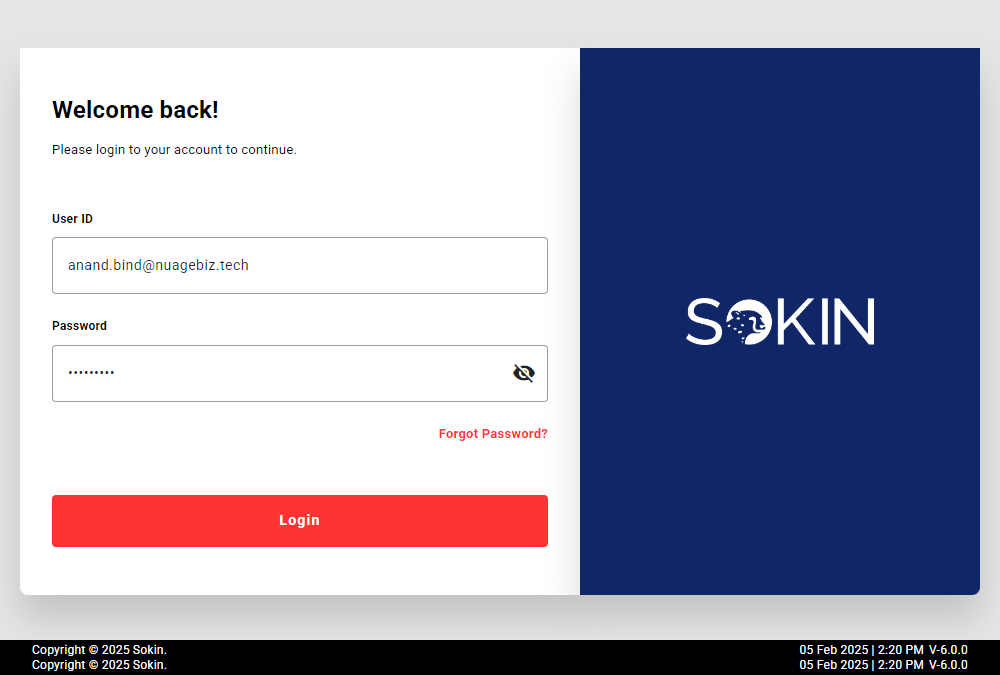 Welcome back!
Please login to your account to continue.
User ID
anand.bind@nuagebiz.tech
Password
•••••••••
Forgot Password?
Login
SOKIN
Copyright © 2025 Sokin.
05 Feb 2025 | 2:20 PM V-6.0.0
Copyright © 2025 Sokin.
05 Feb 2025 | 2:20 PM V-6.0.0